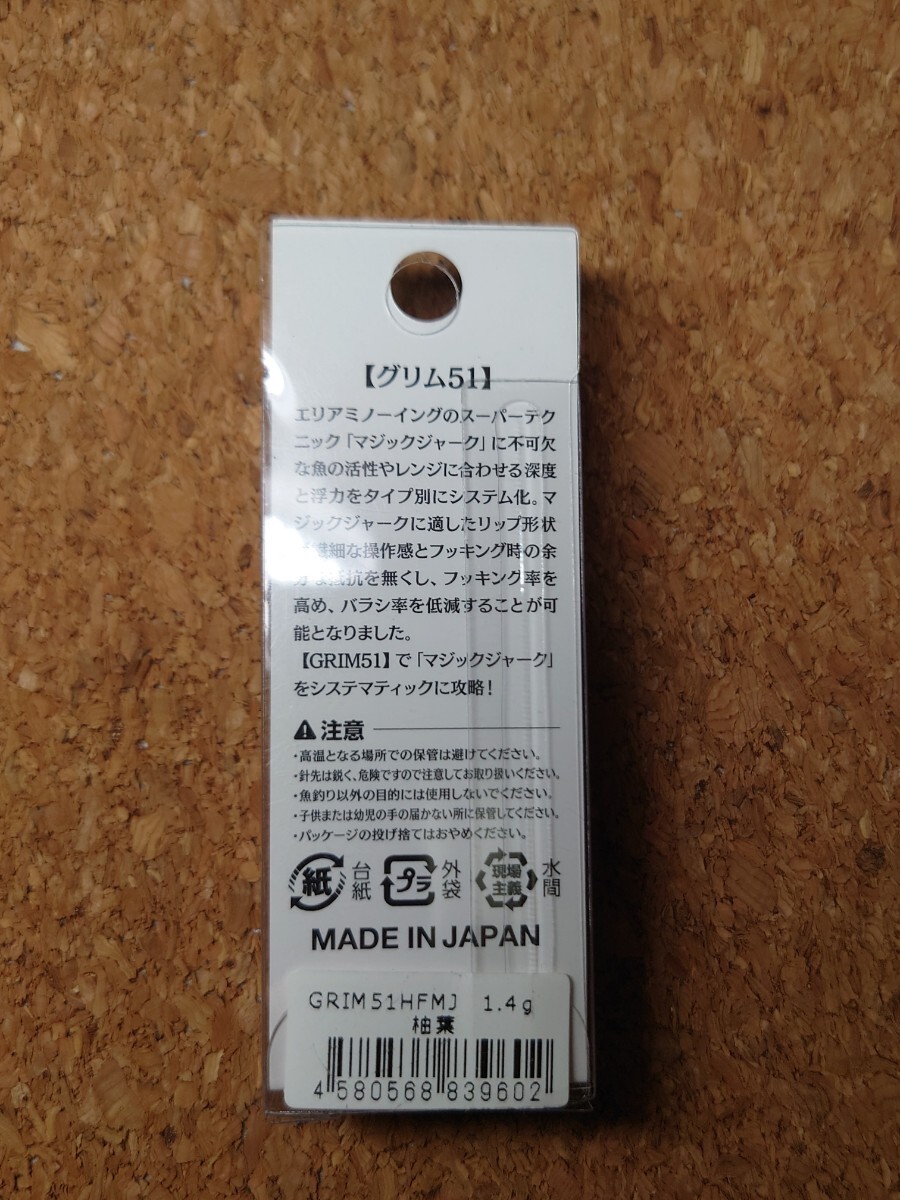 【グリム51】
エリアミノーイングのスーパーテク
ニック「マジックジャーク」に不可欠
な魚の活性やレンジに合わせる深度
と浮力をタイプ別にシステム化。マ
ジックジャークに適したリップ形状
繊細な操作感とフッキング時の余
抵抗を無くし、フッキング率を
高め、バラシ率を低減することが可
能となりました。
【GRIM51】で「マジックジャーク」
をシステマティックに攻略!
注意
・高温となる場所での保管は避けてください。
・針先は鋭く、危険ですので注意してお取り扱いください。
・魚釣り以外の目的には使用しないでください。
・子供または幼児の手の届かない所に保管してください。
・パッケージの投げ捨てはおやめください。
紙 台紙 プラ 外袋 現場主義 水間
MADE IN JAPAN
GRIM51HFMJ 1.4g
柚葉
4 580568 839602